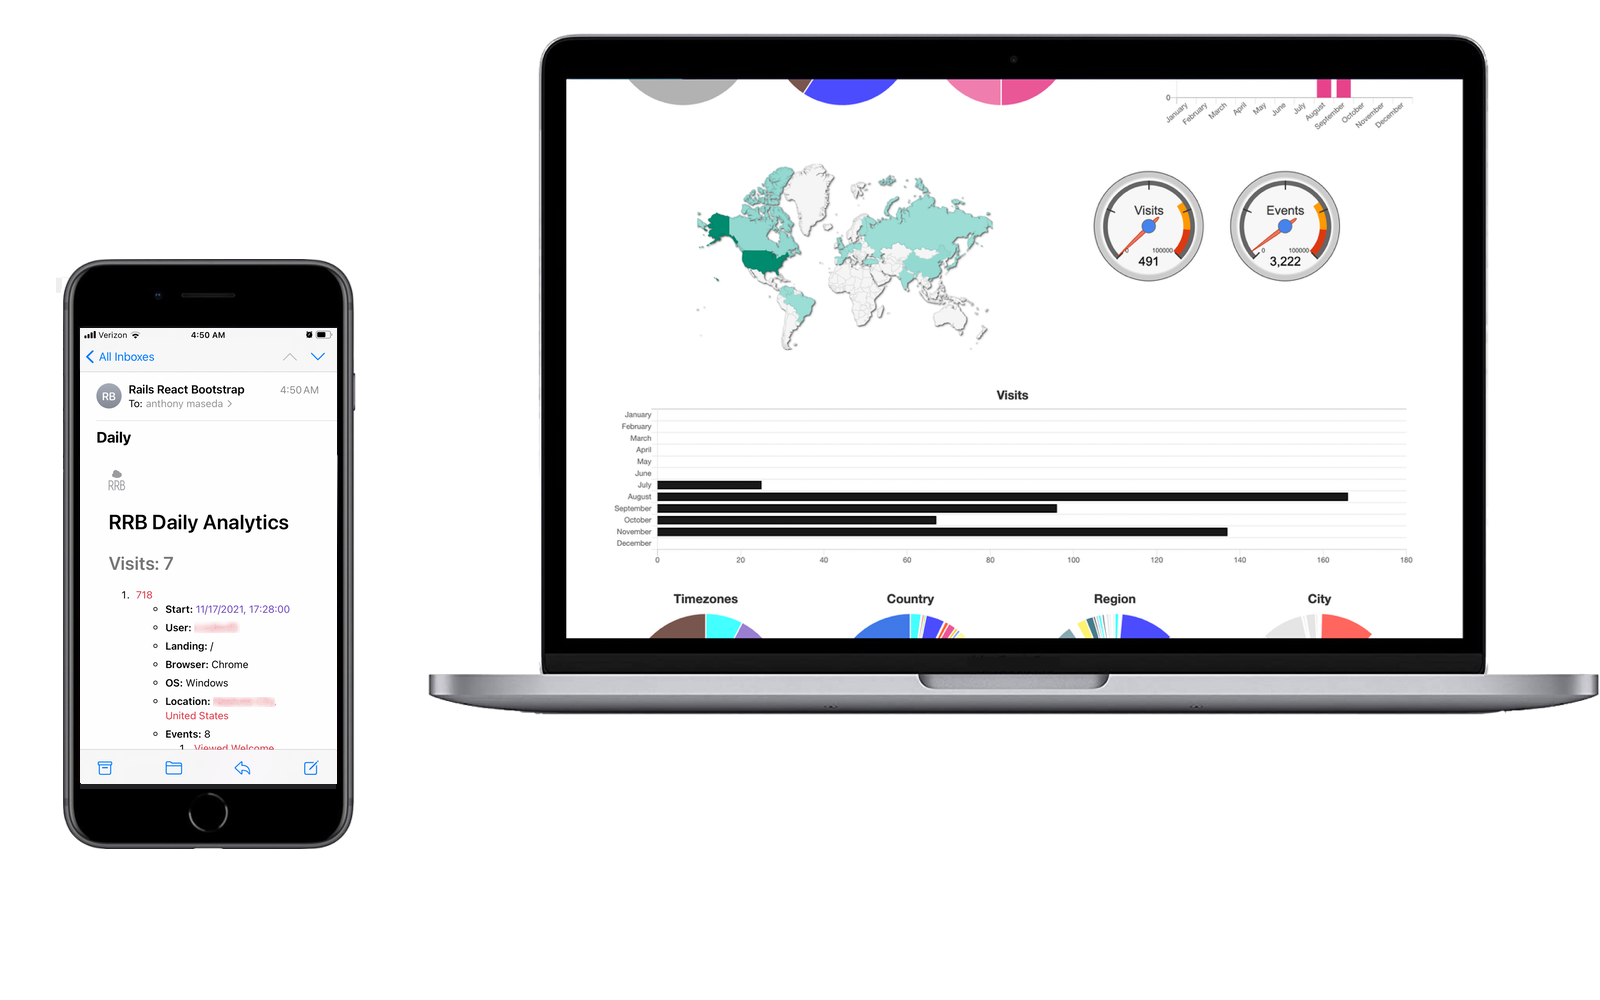 Verizon
4:50 AM
All Inboxes
RB
Rails React Bootstrap
4:50 AM
To: anthony maseda
Daily
RRB
RRB Daily Analytics
Visits: 7
1. 718
Start: 11/17/2021, 17:28:00
User:
Landing: /
Browser: Chrome
OS: Windows
Location:
United States
Events: 8
1. Viewed Welcome
0
January
February
March
April
May
June
July
August
September
October
November
December
Visits
0
100000
491
Events
0
100000
3,222
Visits
January
February
March
April
May
June
July
August
September
October
November
December
0 20 40 60 80 100 120 140 160 180
Timezones
Country
Region
City